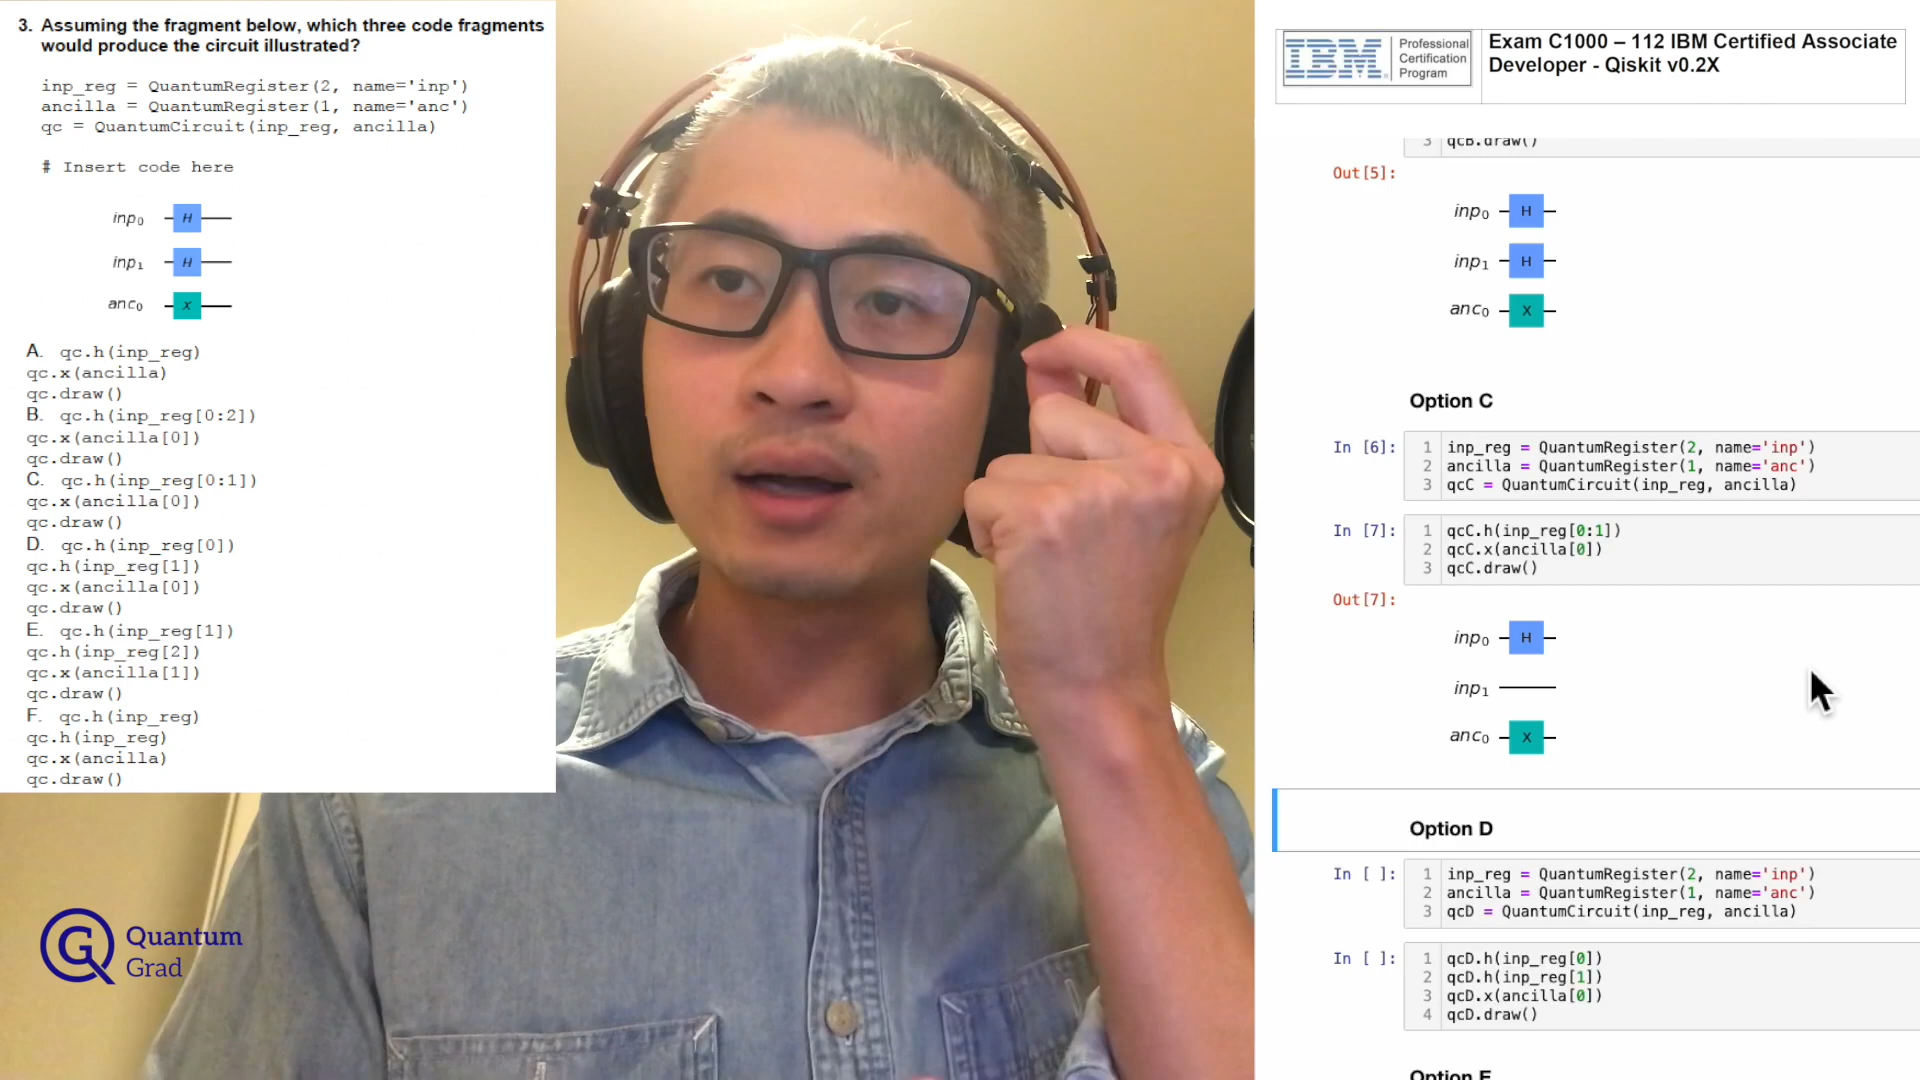 3. Assuming the fragment below, which three code fragments
would produce the circuit illustrated?
inp_reg = QuantumRegister(2, name='inp')
ancilla = QuantumRegister(1, name='anc')
qc = QuantumCircuit(inp_reg, ancilla)
# Insert code here
inp0 H
inp1 H
anc0 X
A. qc.h(inp_reg)
qc.x(ancilla)
qc.draw()
B. qc.h(inp_reg[0:2])
qc.x(ancilla[0])
qc.draw()
C. qc.h(inp_reg[0:1])
qc.x(ancilla[0])
qc.draw()
D. qc.h(inp_reg[0])
qc.h(inp_reg[1])
qc.x(ancilla[0])
qc.draw()
E. qc.h(inp_reg[1])
qc.h(inp_reg[2])
qc.x(ancilla[1])
qc.draw()
F. qc.h(inp_reg)
qc.h(inp_reg)
qc.x(ancilla)
qc.draw()
Quantum
Grad
IBM Professional
Certification
Program
Exam C1000 – 112 IBM Certified Associate
Developer - Qiskit v0.2X
3 qcB.draw()
Out[5]:
inp0 H
inp1 H
anc0 X
Option C
In [6]: 1 inp_reg = QuantumRegister(2, name='inp')
2 ancilla = QuantumRegister(1, name='anc')
3 qcC = QuantumCircuit(inp_reg, ancilla)
In [7]: 1 qcC.h(inp_reg[0:1])
2 qcC.x(ancilla[0])
3 qcC.draw()
Out[7]:
inp0 H
inp1
anc0 X
Option D
In [ ]: 1 inp_reg = QuantumRegister(2, name='inp')
2 ancilla = QuantumRegister(1, name='anc')
3 qcD = QuantumCircuit(inp_reg, ancilla)
In [ ]: 1 qcD.h(inp_reg[0])
2 qcD.h(inp_reg[1])
3 qcD.x(ancilla[0])
4 qcD.draw()
Option E